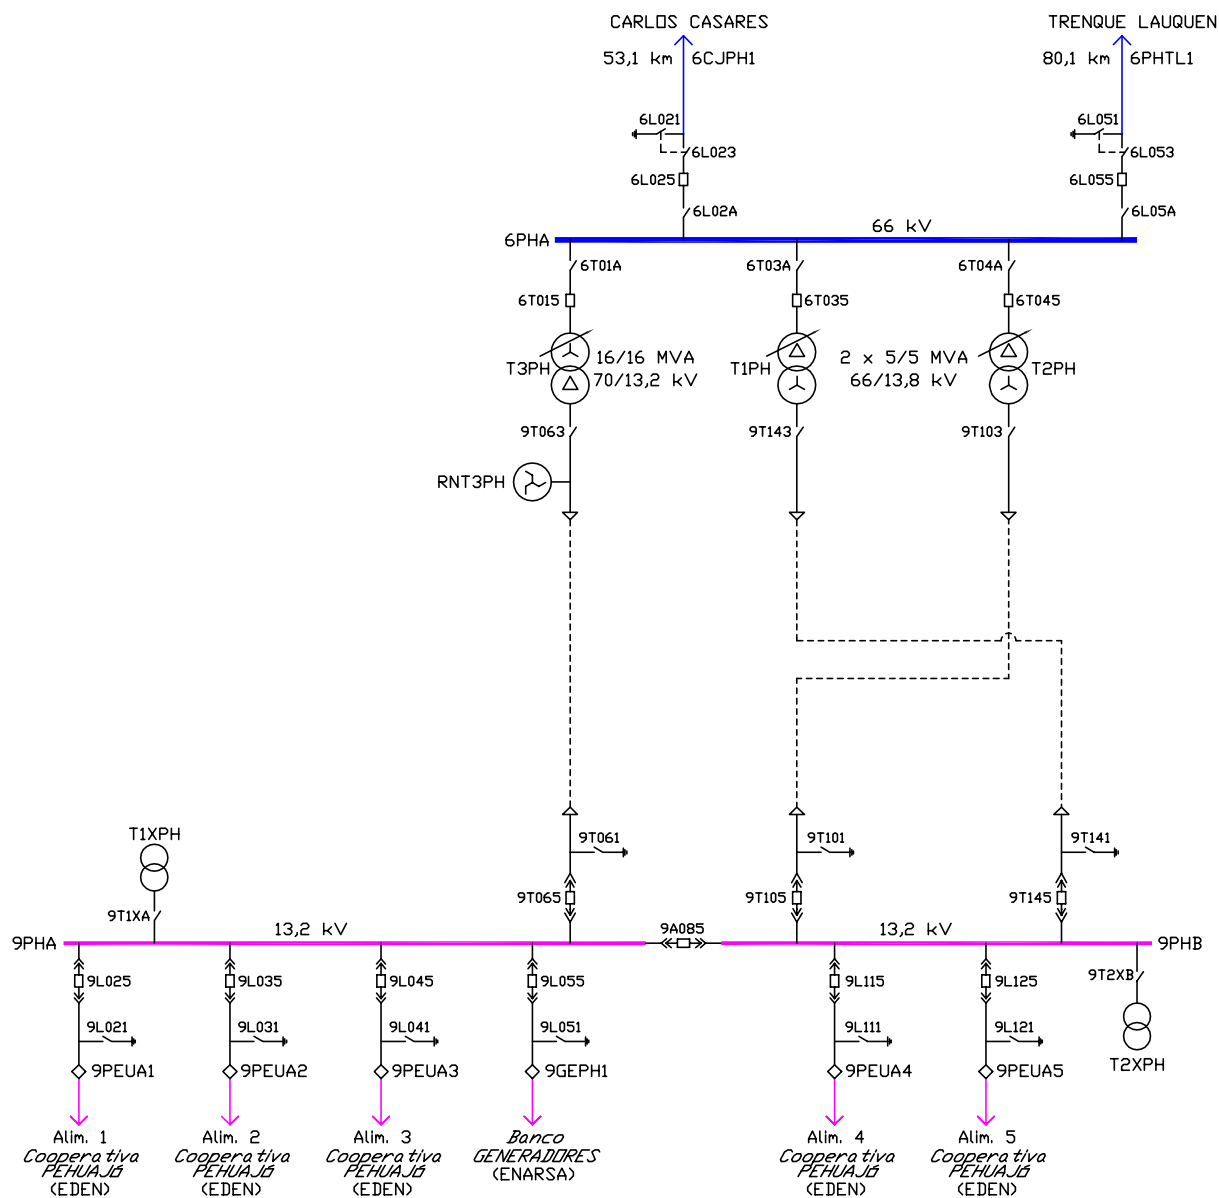 CARLOS CASARES
TRENQUE LAUQUEN
53,1 km
6CJPH1
80,1 km
6PHTL1
6L021
6L051
6L023
6L053
6L025
6L055
6L02A
6L05A
66 kV
6PHA
6T01A
6T03A
6T04A
6T015
6T035
6T045
T3PH
16/16 MVA
70/13,2 kV
T1PH
2 x 5/5 MVA
66/13,8 kV
T2PH
9T063
9T143
9T103
RNT3PH
T1XPH
9T061
9T101
9T141
9T065
9T105
9T145
9T1XA
13,2 kV
9A085
13,2 kV
9PHA
9PHB
9L025
9L035
9L045
9L055
9L115
9L125
9T2XB
9L021
9L031
9L041
9L051
9L111
9L121
9PEUA1
9PEUA2
9PEUA3
9GEPH1
9PEUA4
9PEUA5
T2XPH
Alim. 1
Cooperativa
PEHUAJÓ
(EDEN)
Alim. 2
Cooperativa
PEHUAJÓ
(EDEN)
Alim. 3
Cooperativa
PEHUAJÓ
(EDEN)
Banco
GENERADORES
(ENARSA)
Alim. 4
Cooperativa
PEHUAJÓ
(EDEN)
Alim. 5
Cooperativa
PEHUAJÓ
(EDEN)